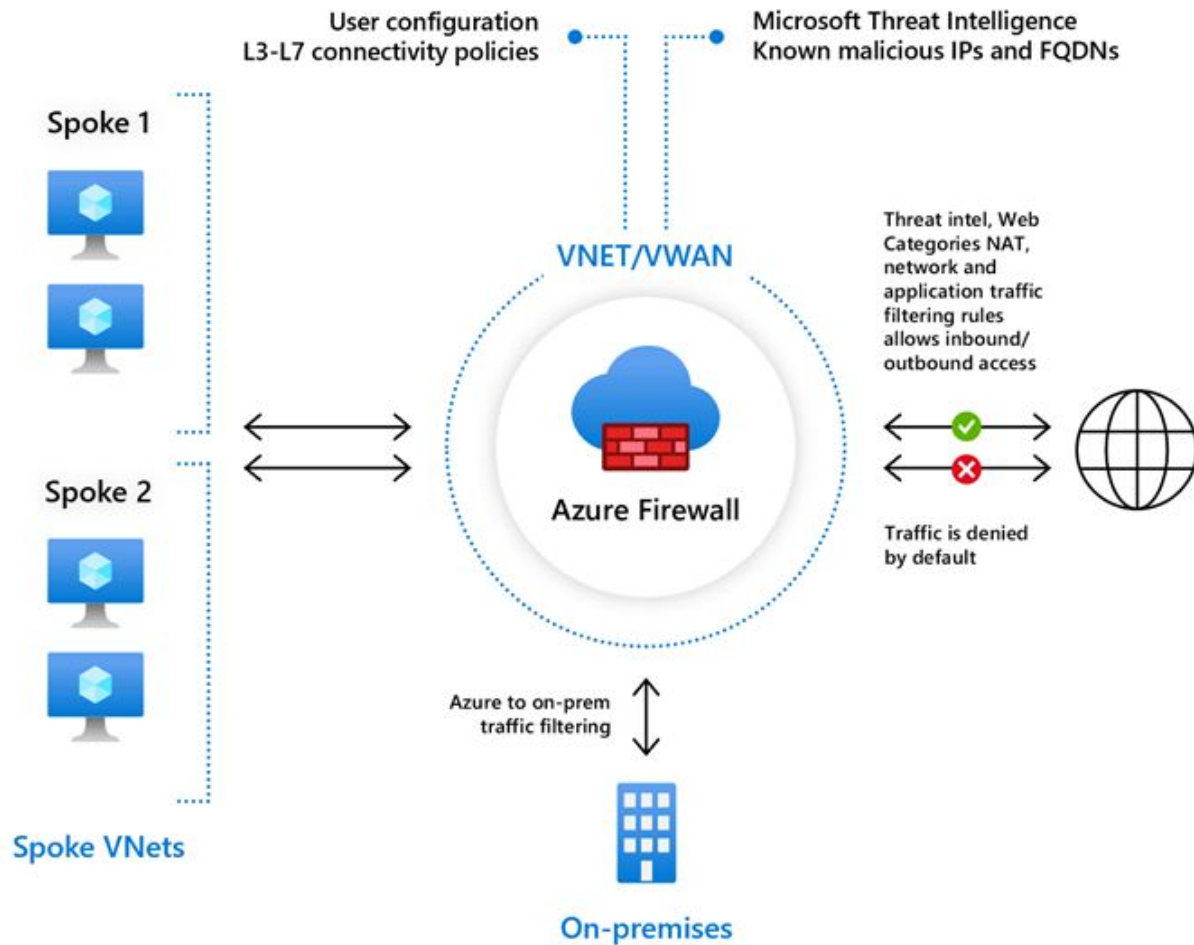 User configuration
L3-L7 connectivity policies
Microsoft Threat Intelligence
Known malicious IPs and FQDNs
Spoke 1
VNET/VWAN
Threat intel, Web
Categories NAT,
network and
application traffic
filtering rules
allows inbound/
outbound access
Spoke 2
Azure Firewall
Traffic is denied
by default
Azure to on-prem
traffic filtering
Spoke VNets
On-premises